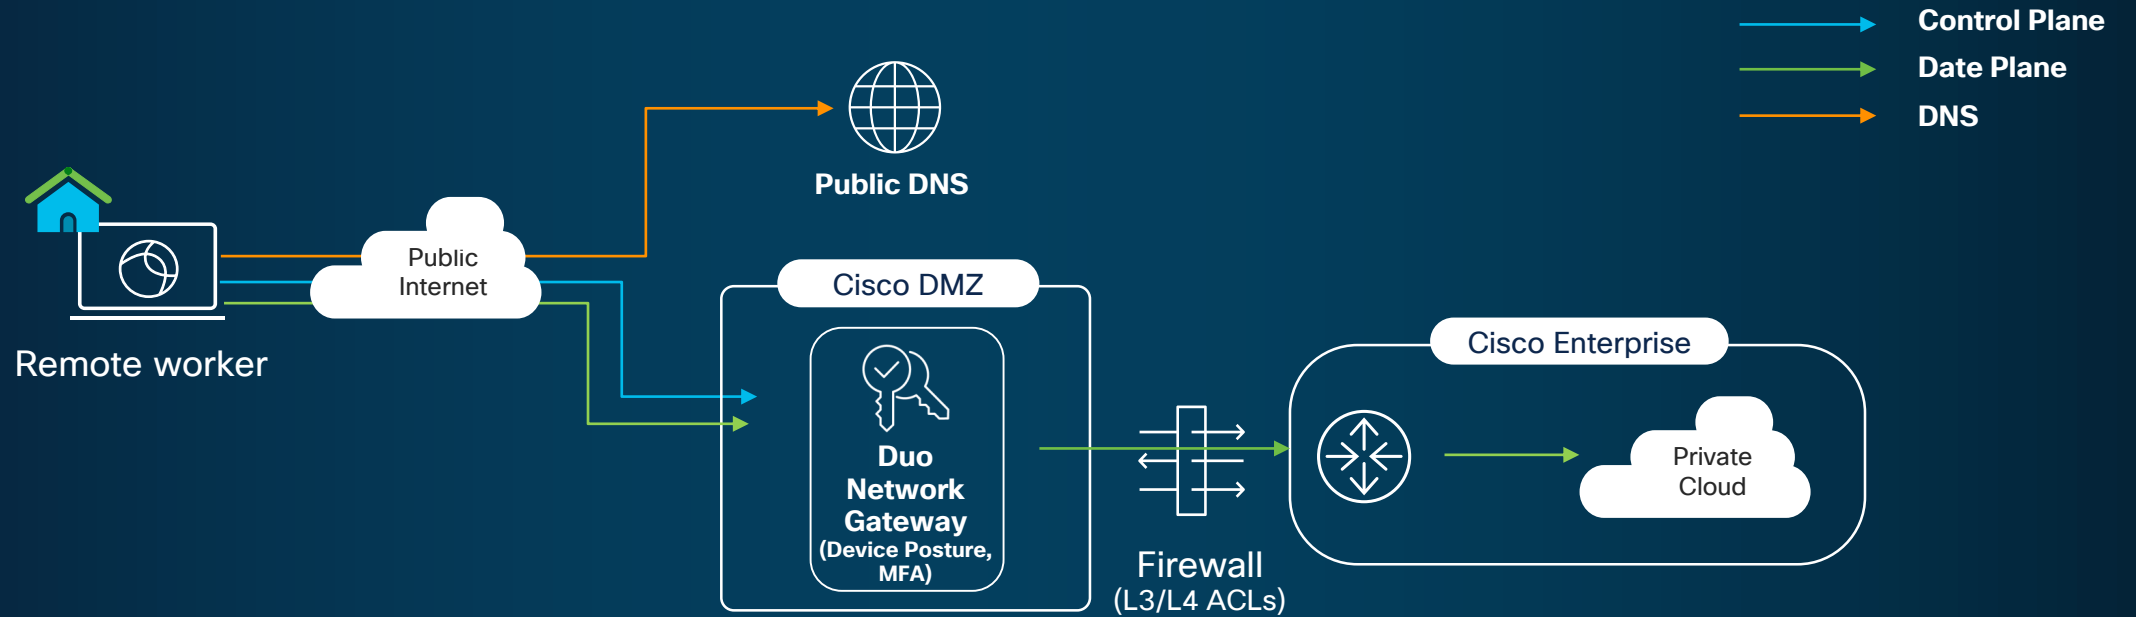 Control Plane
Date Plane
DNS
Public DNS
Public
Internet
Remote worker
Cisco DMZ
Duo
Network
Gateway
(Device Posture,
MFA)
Firewall
(L3/L4 ACLs)
Cisco Enterprise
Private
Cloud